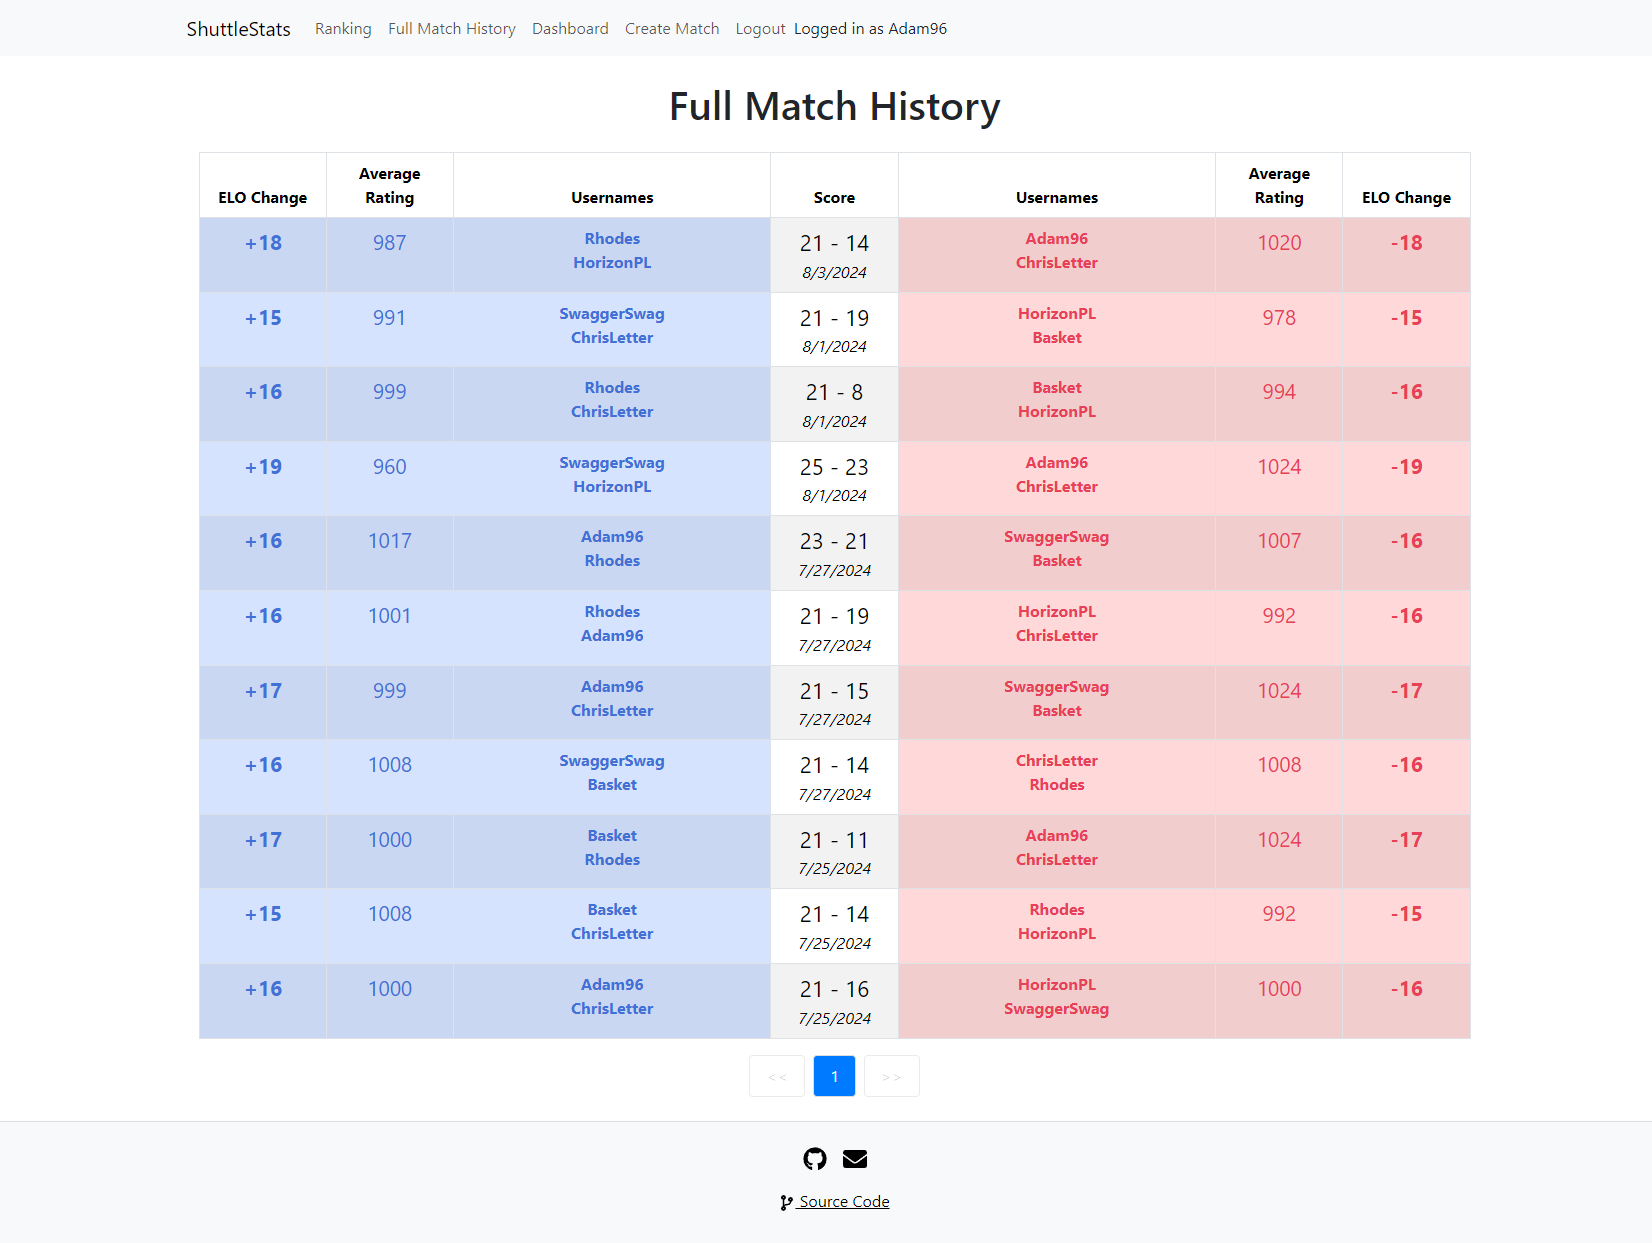 ShuttleStats Ranking Full Match History Dashboard Create Match Logout Logged in as Adam96
Full Match History
ELO Change Average Rating Usernames Score Usernames Average Rating ELO Change
+18 987 Rhodes 21 - 14 Adam96 1020 -18
HorizonPL 8/3/2024 ChrisLetter
+15 991 SwaggerSwag 21 - 19 HorizonPL 978 -15
ChrisLetter 8/1/2024 Basket
+16 999 Rhodes 21 - 8 Basket 994 -16
ChrisLetter 8/1/2024 HorizonPL
+19 960 SwaggerSwag 25 - 23 Adam96 1024 -19
HorizonPL 8/1/2024 ChrisLetter
+16 1017 Adam96 23 - 21 SwaggerSwag 1007 -16
Rhodes 7/27/2024 Basket
+16 1001 Rhodes 21 - 19 HorizonPL 992 -16
Adam96 7/27/2024 ChrisLetter
+17 999 Adam96 21 - 15 SwaggerSwag 1024 -17
ChrisLetter 7/27/2024 Basket
+16 1008 SwaggerSwag 21 - 14 ChrisLetter 1008 -16
Basket 7/27/2024 Rhodes
+17 1000 Basket 21 - 11 Adam96 1024 -17
Rhodes 7/25/2024 ChrisLetter
+15 1008 Basket 21 - 14 Rhodes 992 -15
ChrisLetter 7/25/2024 HorizonPL
+16 1000 Adam96 21 - 16 HorizonPL 1000 -16
ChrisLetter 7/25/2024 SwaggerSwag
<< 1 >>
Source Code